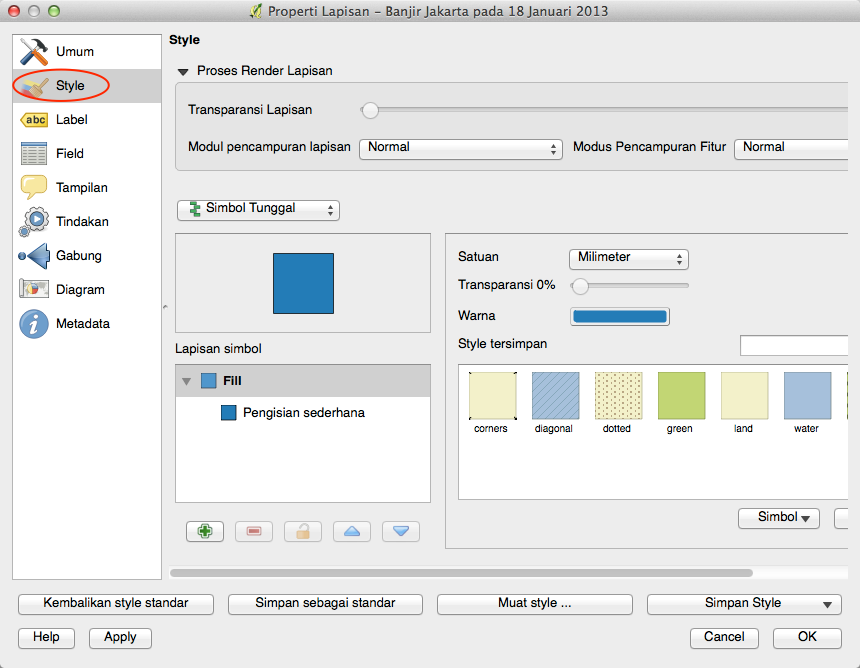 Properti Lapisan – Banjir Jakarta pada 18 Januari 2013
Umum
Style
abc Label
Field
Tampilan
Tindakan
Gabung
Diagram
Metadata
Style
Proses Render Lapisan
Transparansi Lapisan
Modul pencampuran lapisan Normal Modus Pencampuran Fitur Normal
Simbol Tunggal
Satuan Milimeter
Transparansi 0%
Warna
Style tersimpan
Lapisan simbol
Fill
Pengisian sederhana
corners diagonal dotted green land water
Simbol
Kembalikan style standar Simpan sebagai standar Muat style ... Simpan Style
Help Apply Cancel OK